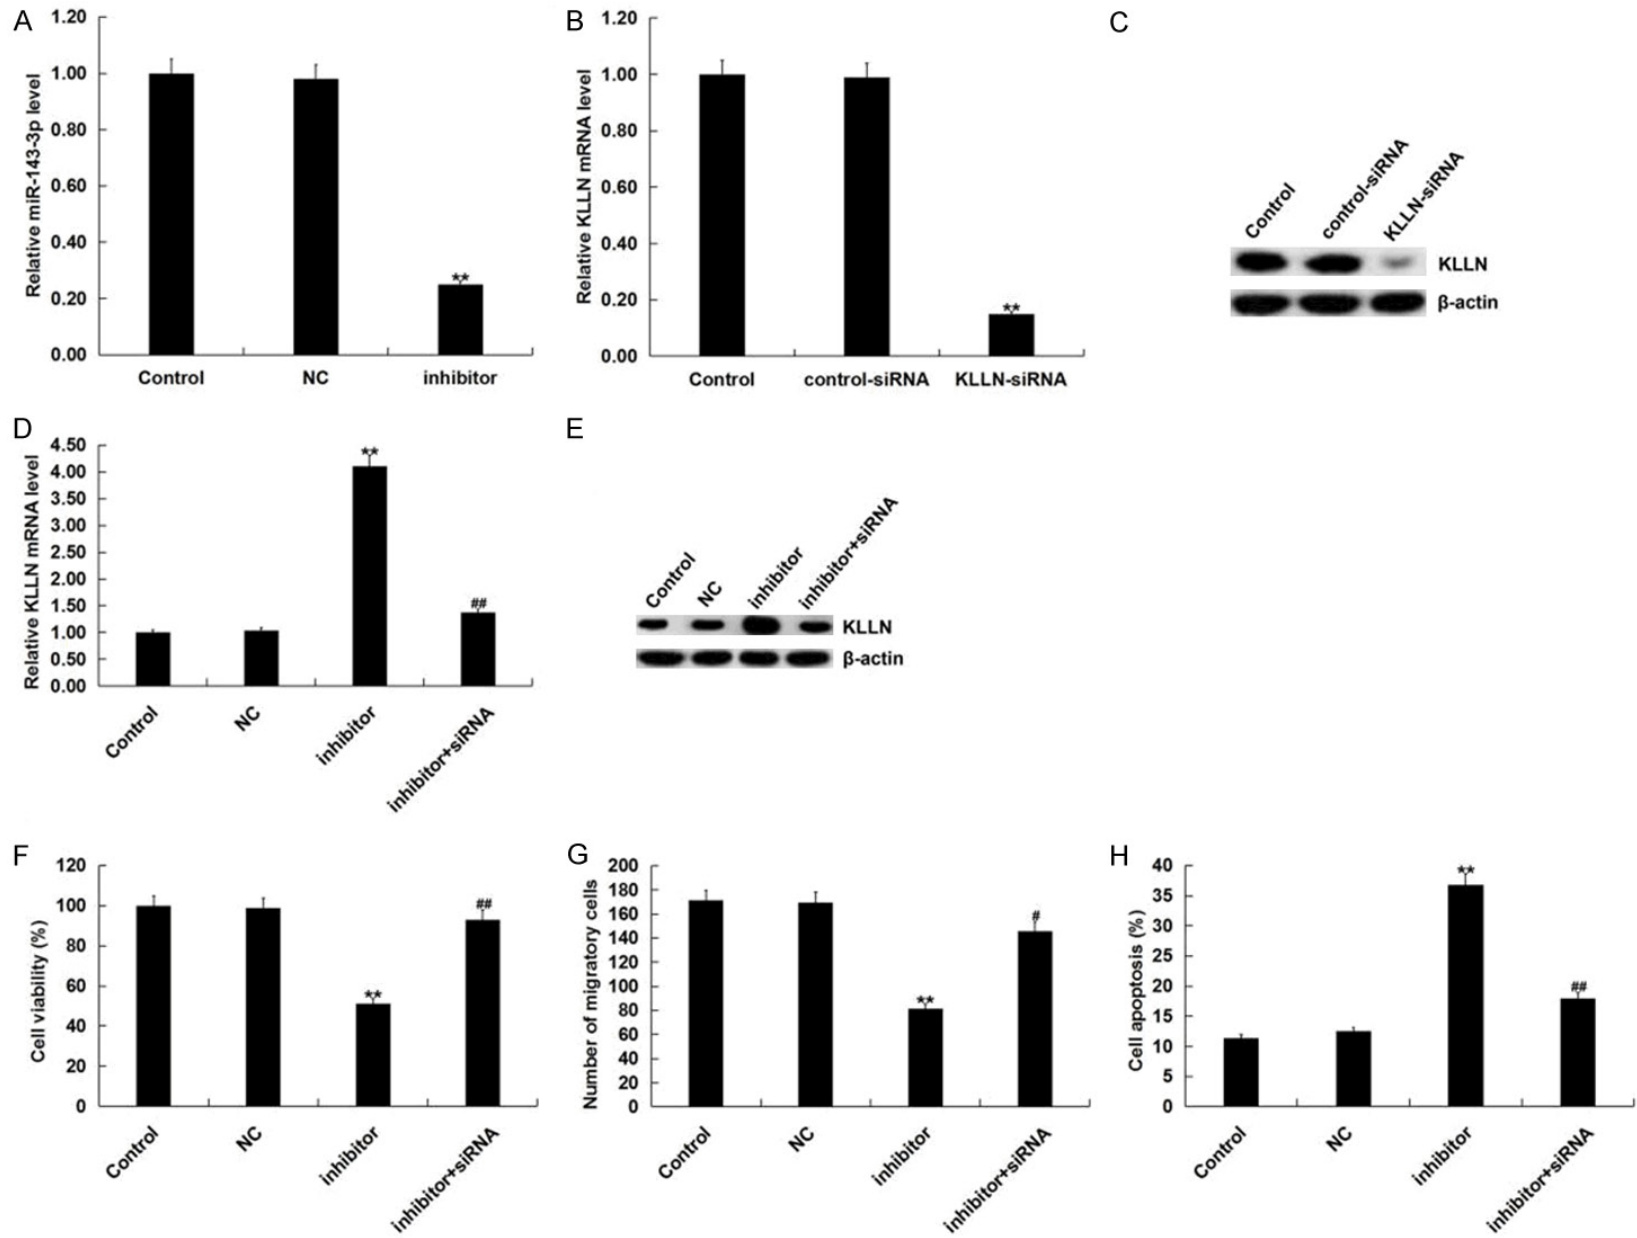 A
Relative miR-143-3p level
1.20
1.00
0.80
0.60
0.40
0.20
0.00
**
Control NC inhibitor
B
Relative KLLN mRNA level
1.20
1.00
0.80
0.60
0.40
0.20
0.00
**
Control control-siRNA KLLN-siRNA
C
Control control-siRNA KLLN-siRNA
KLLN
β-actin
D
Relative KLLN mRNA level
4.50
4.00
3.50
3.00
2.50
2.00
1.50
1.00
0.50
0.00
**
##
Control NC inhibitor inhibitor+siRNA
E
Control NC inhibitor inhibitor+siRNA
KLLN
β-actin
F
Cell viability (%)
120
100
80
60
40
20
0
**
##
Control NC inhibitor inhibitor+siRNA
G
Number of migratory cells
200
180
160
140
120
100
80
60
40
20
0
**
#
Control NC inhibitor inhibitor+siRNA
H
Cell apoptosis (%)
40
35
30
25
20
15
10
5
0
**
##
Control NC inhibitor inhibitor+siRNA